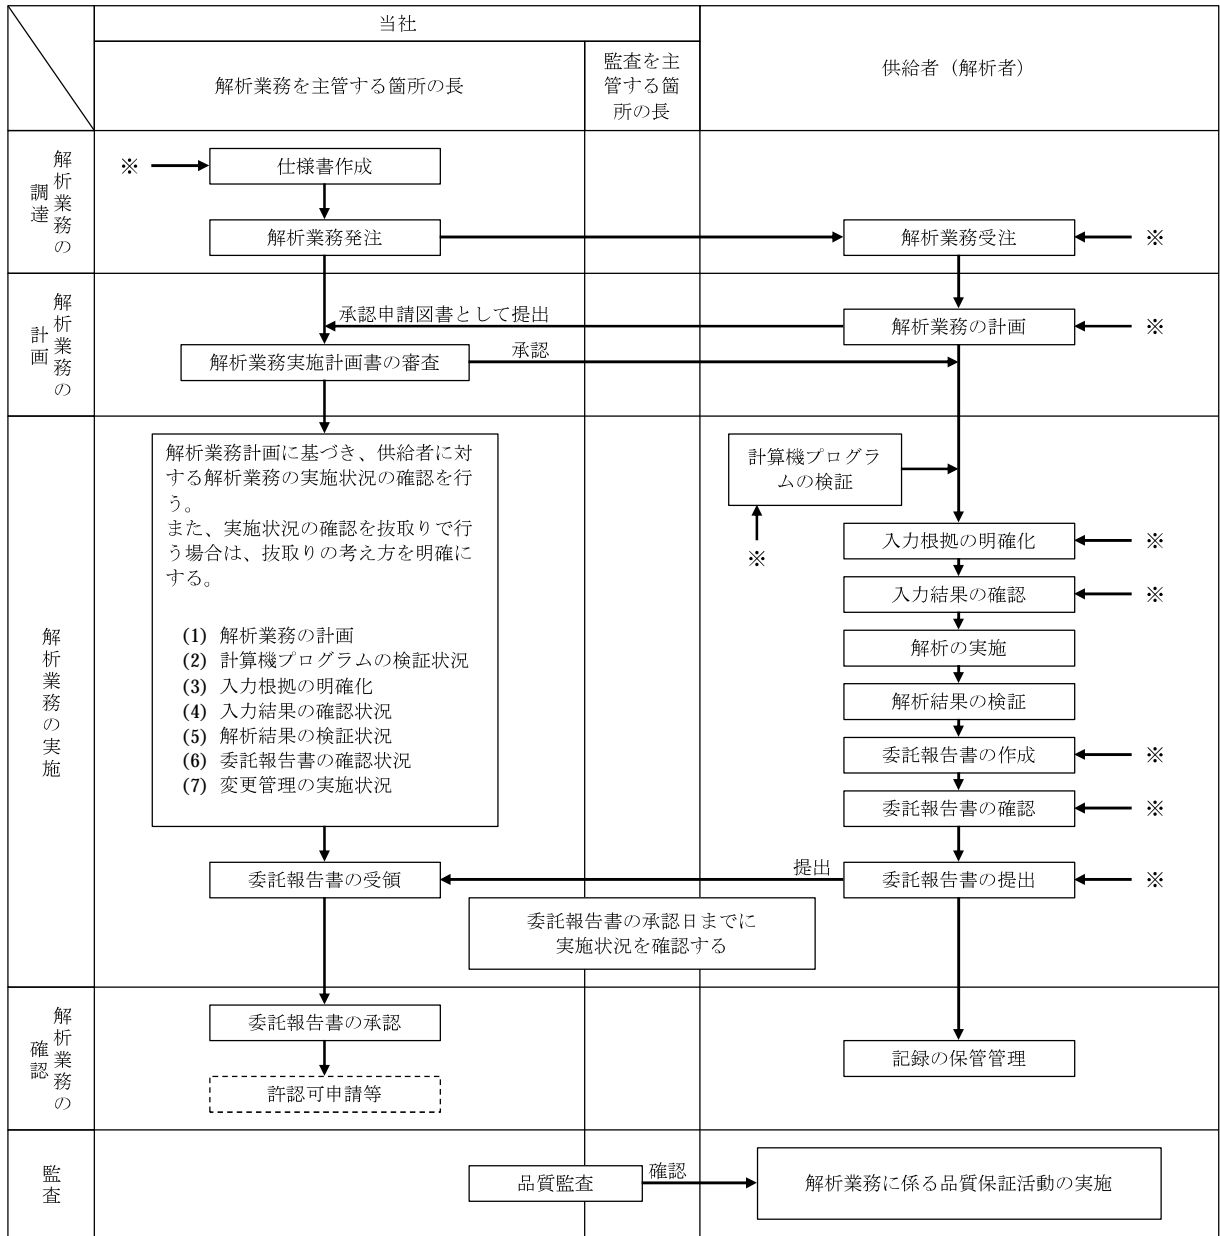 当社
解析業務を主管する箇所の長
監査を主
管する箇
所の長
供給者（解析者）
解析業務の
調達
※
仕様書作成
解析業務発注
解析業務受注
※
解析業務の
計画
承認申請図書として提出
解析業務の計画
※
解析業務実施計画書の審査
承認
解析業務の実施
解析業務計画に基づき、供給者に対
する解析業務の実施状況の確認を行
う。
また、実施状況の確認を抜取りで行
う場合は、抜取りの考え方を明確に
する。
(1) 解析業務の計画
(2) 計算機プログラムの検証状況
(3) 入力根拠の明確化
(4) 入力結果の確認状況
(5) 解析結果の検証状況
(6) 委託報告書の確認状況
(7) 変更管理の実施状況
計算機プログラ
ムの検証
※
入力根拠の明確化
※
入力結果の確認
※
解析の実施
解析結果の検証
委託報告書の作成
※
委託報告書の確認
※
委託報告書の受領
提出
委託報告書の提出
※
委託報告書の承認日までに
実施状況を確認する
解析業務の
確認
委託報告書の承認
記録の保管管理
許認可申請等
監査
品質監査
確認
解析業務に係る品質保証活動の実施